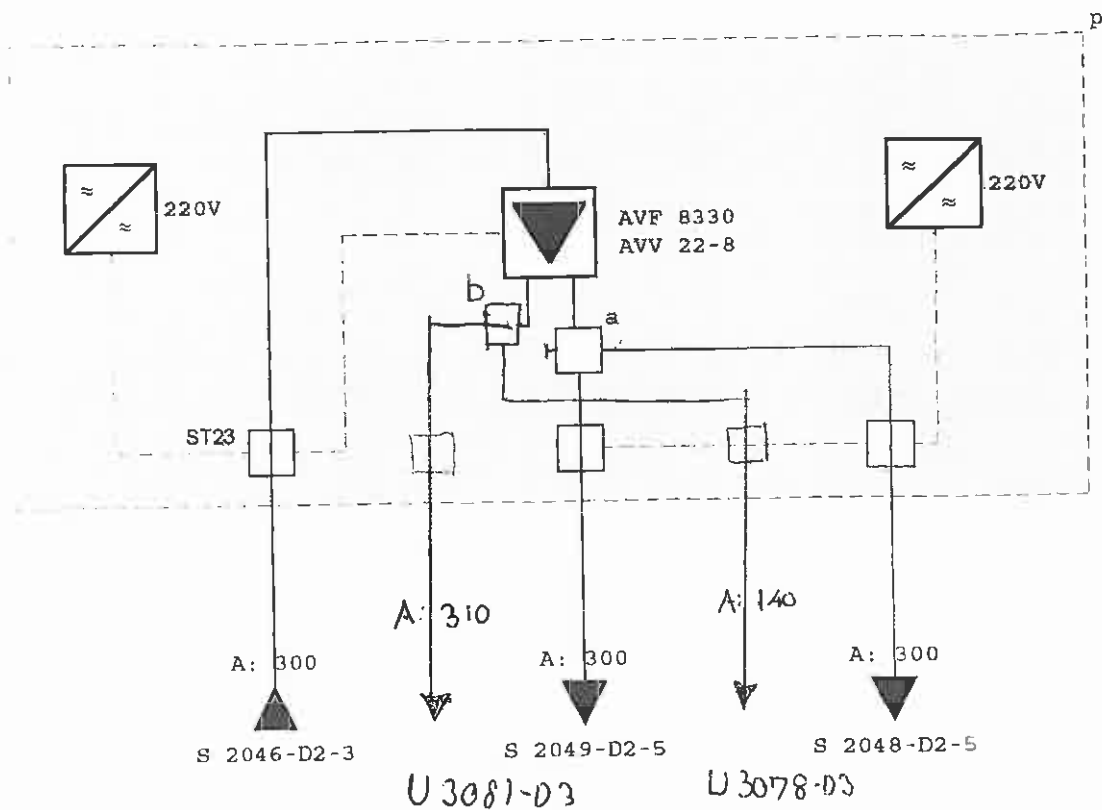 p
220V
220V
AVF 8330
AVV 22-8
b
a
ST23
A: 310
A: 140
A: 300
A: 300
A: 300
S 2046-D2-3
S 2049-D2-5
S 2048-D2-5
U 3081-D3
U 3078-D3